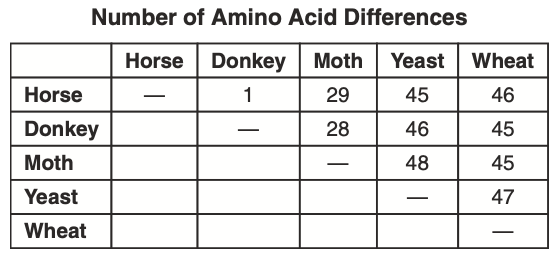 Number of Amino Acid Differences
Horse Donkey Moth Yeast Wheat
Horse — 1 29 45 46
Donkey — 28 46 45
Moth — 48 45
Yeast — 47
Wheat —